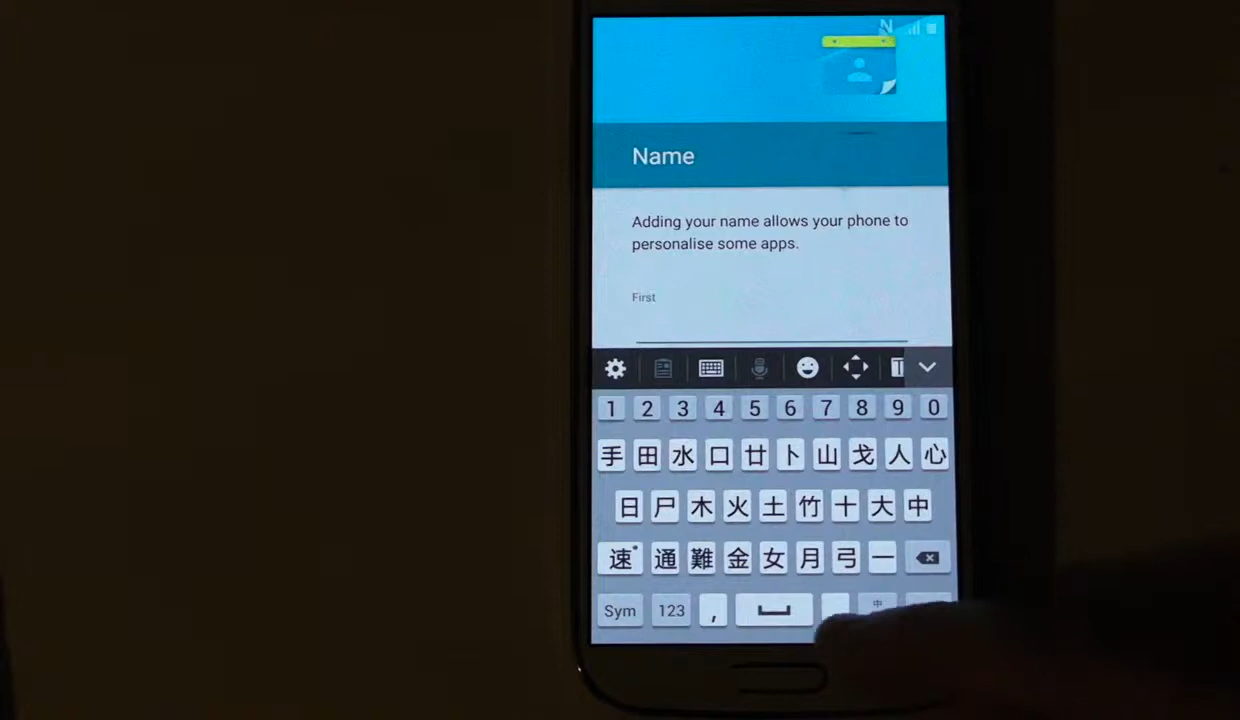 N
Name
Adding your name allows your phone to
personalise some apps.
First
T
1 2 3 4 5 6 7 8 9 0
手 田 水 口 廿 卜 山 戈 人 心
日 尸 木 火 土 竹 十 大 中
速 通 難 金 女 月 弓 一
Sym 123 , 中